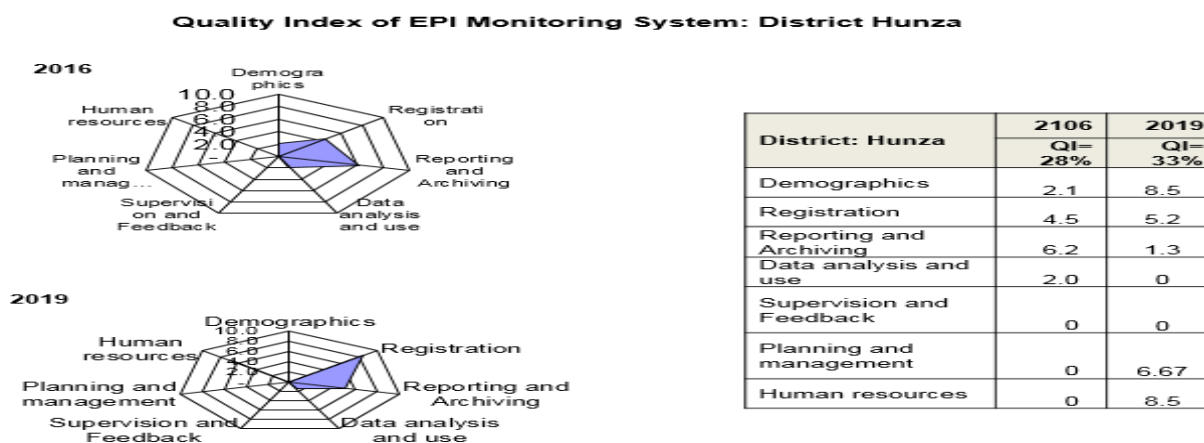 Quality Index of EPI Monitoring System: District Hunza
2016
Demogra
phics
Registrati
on
Reporting
and
Archiving
Data
analysis
and use
Supervisi
on and
Feedback
Planning
and
manag...
Human
resources
10.0
8.0
6.0
4.0
2.0
-
2019
Demographics
Registration
Reporting and
Archiving
Data analysis
and use
Supervision and
Feedback
Planning and
management
Human
resources
10.0
8.0
6.0
4.0
2.0
-
District: Hunza 2106 2019
QI= QI=
28% 33%
Demographics 2.1 8.5
Registration 4.5 5.2
Reporting and
Archiving 6.2 1.3
Data analysis and
use 2.0 0
Supervision and
Feedback
0 0
Planning and
management
0 6.67
Human resources 0 8.5